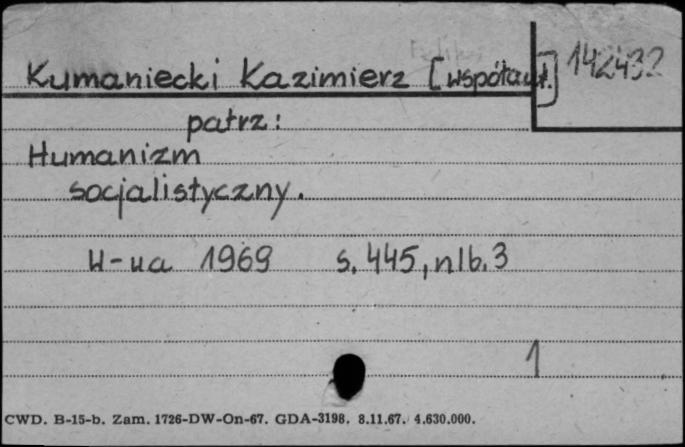 Kumaniecki Kazimierz [współaut.] 142432
patrz:
Humanizm
socjalistyczny.
W-wa 1969 s. 445, nlb. 3
1
CWD. B-15-b. Zam. 1726-DW-On-67. GDA-3198. 8.11.67. 4.630.000.